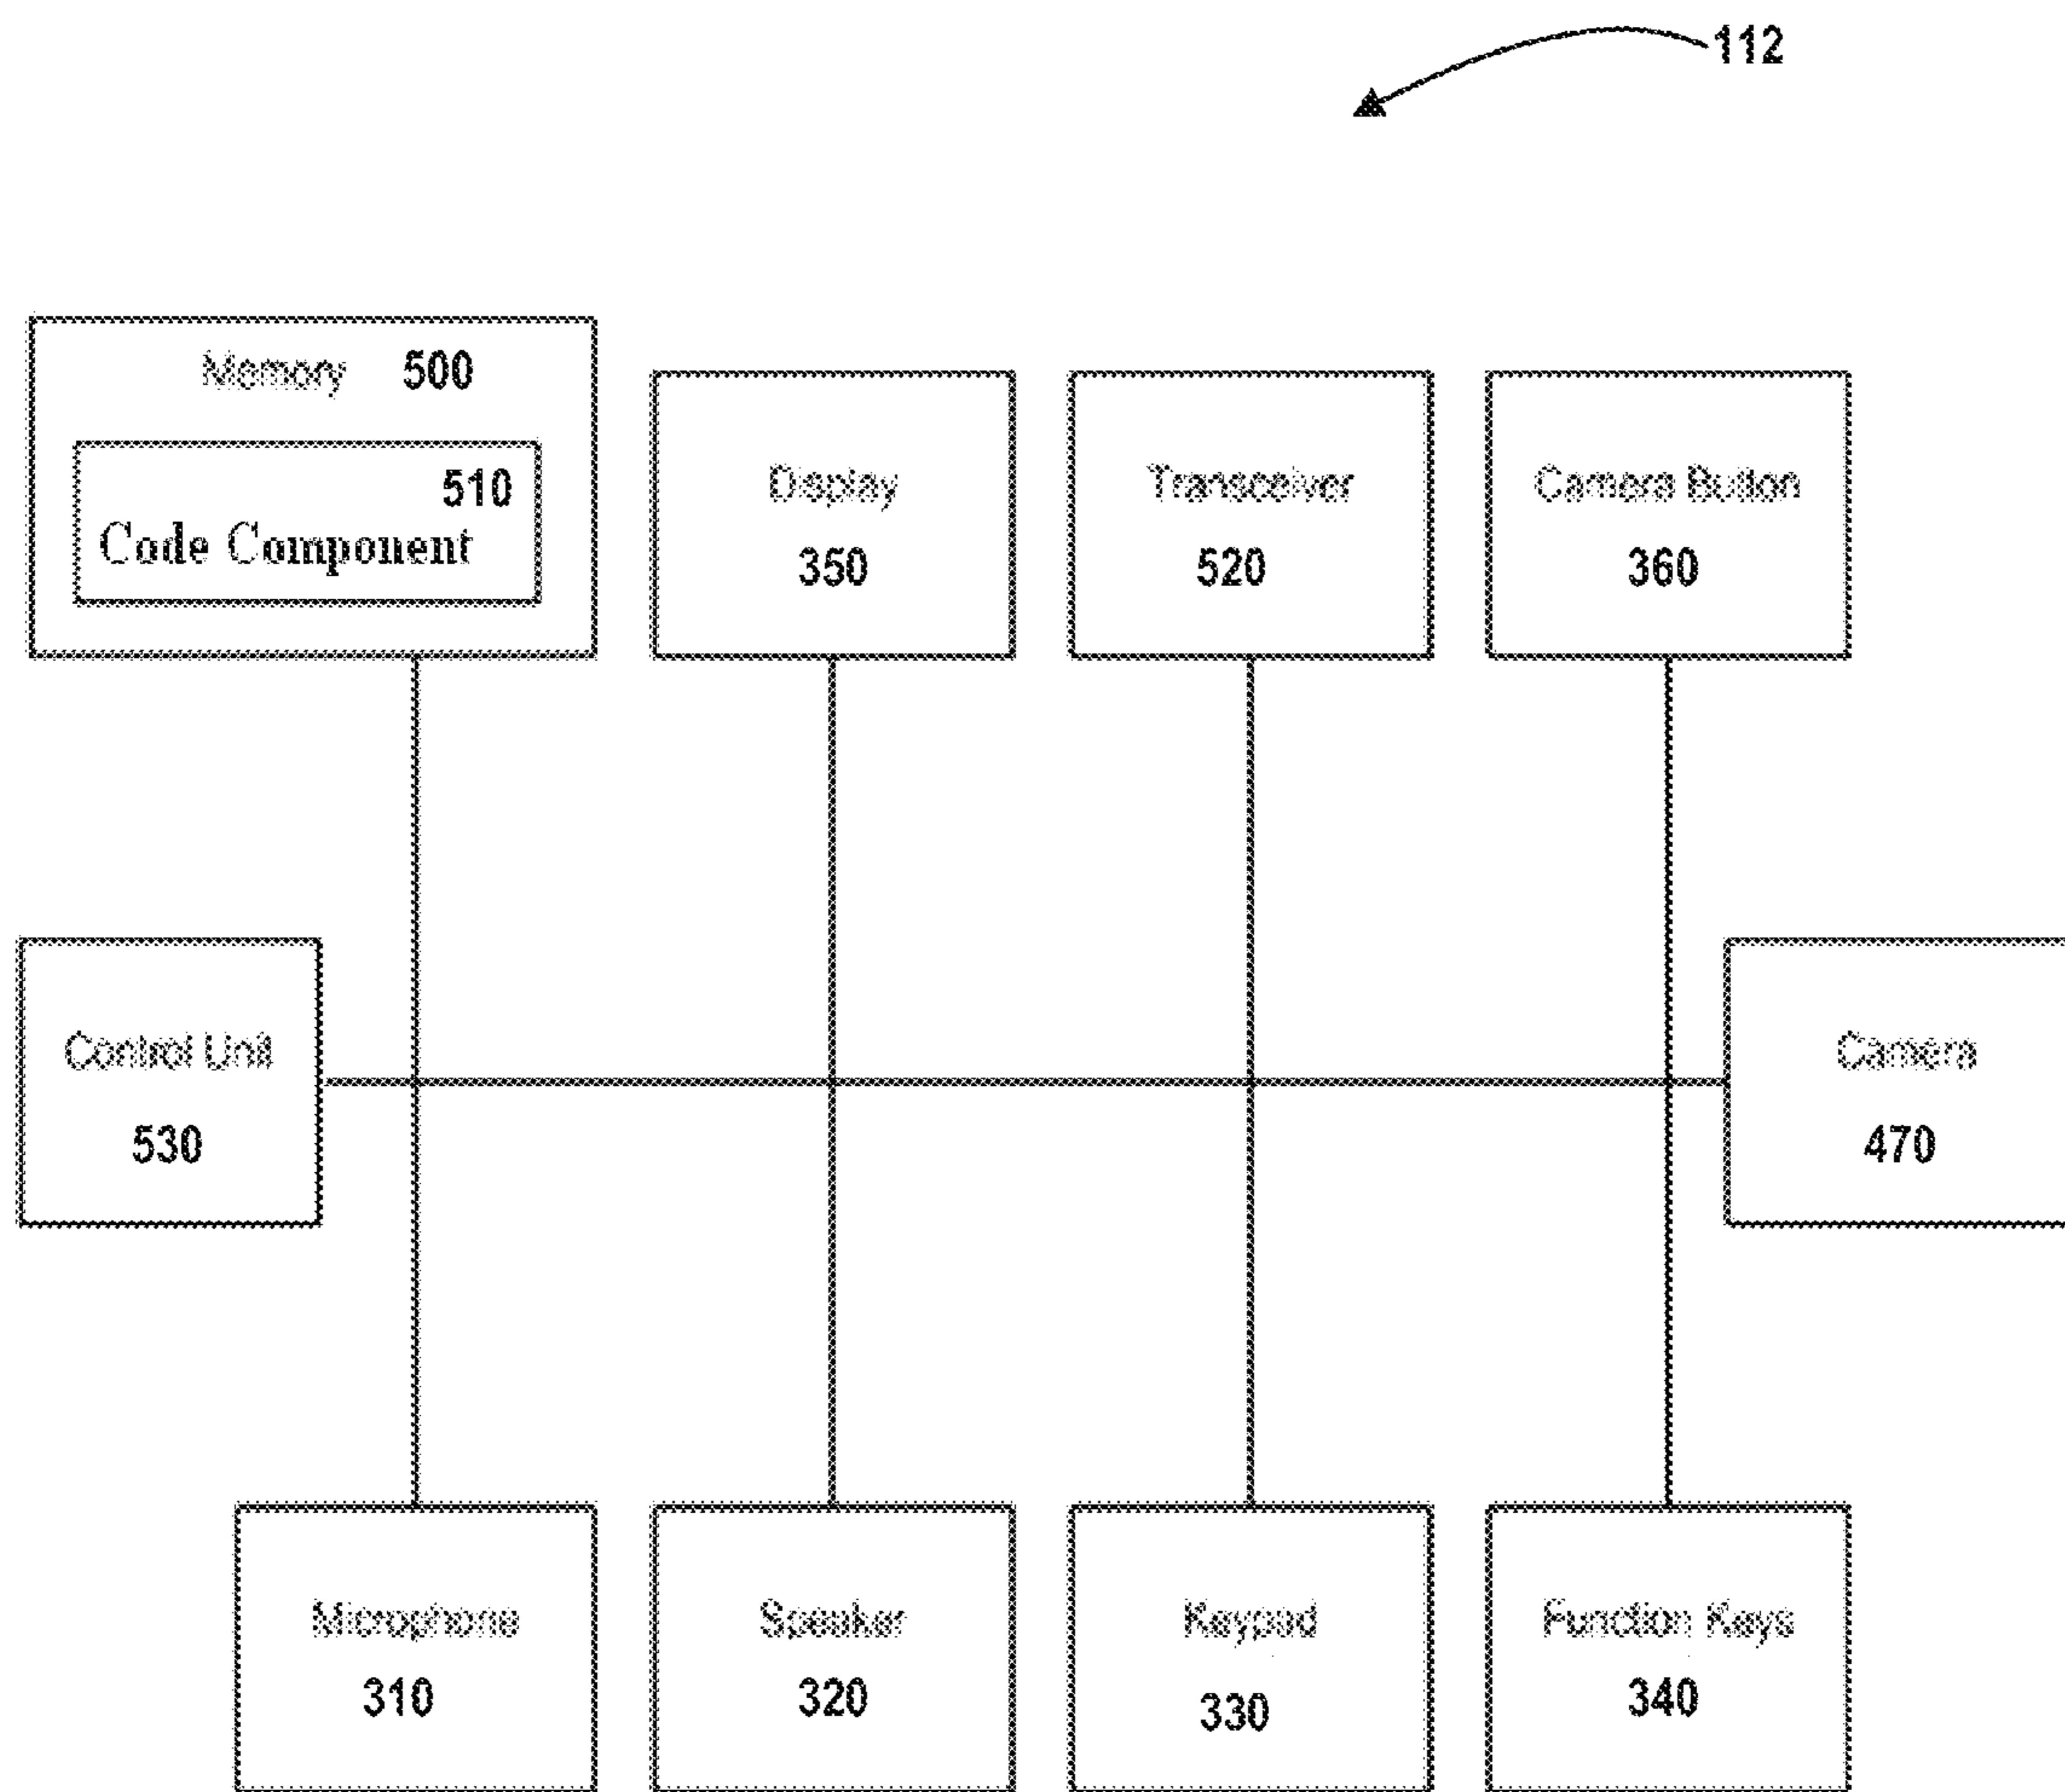 112
Memory 500
510
Code Component
Display
350
Transceiver
520
Camera Button
360
Control Unit
530
Camera
470
Microphone
310
Speaker
320
Keypad
330
Function Keys
340